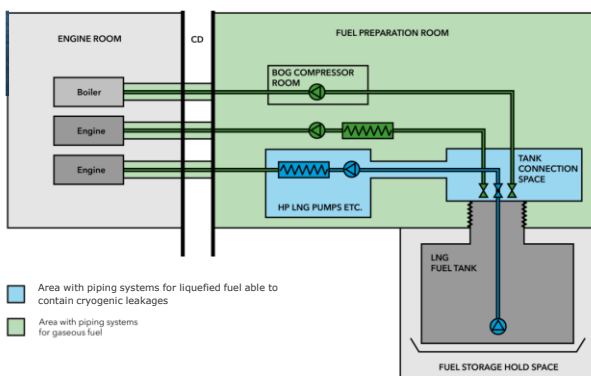 ENGINE ROOM
CD
FUEL PREPARATION ROOM
BOG COMPRESSOR
ROOM
Boiler
Engine
Engine
TANK
CONNECTION
SPACE
HP LNG PUMPS ETC.
LNG
FUEL TANK
Area with piping systems for liquefied fuel able to
contain cryogenic leakages
Area with piping systems
for gaseous fuel
FUEL STORAGE HOLD SPACE